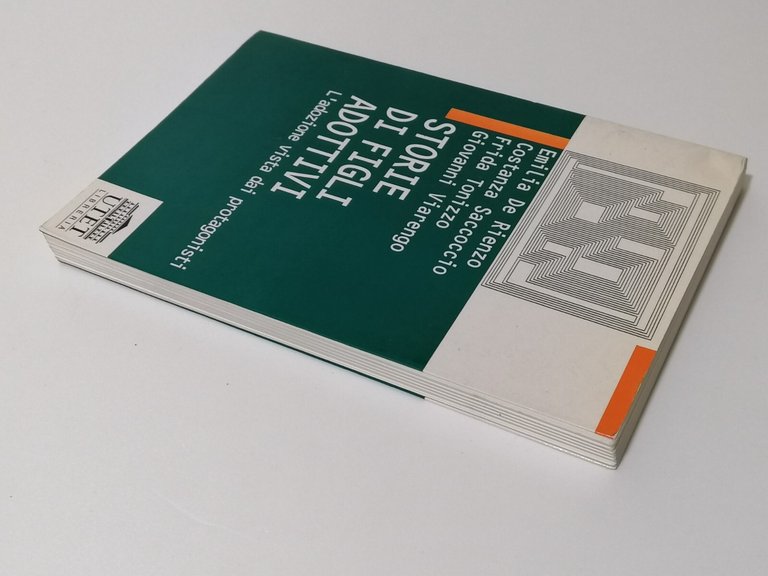 Emilia De Rienzo
Costanza Saccoccio
Frida Tonizzo
Giovanni Viarengo
STORIE
DI FIGLI
ADOTTIVI
L'adozione vista dai protagonisti
UTET
LIBRERIA